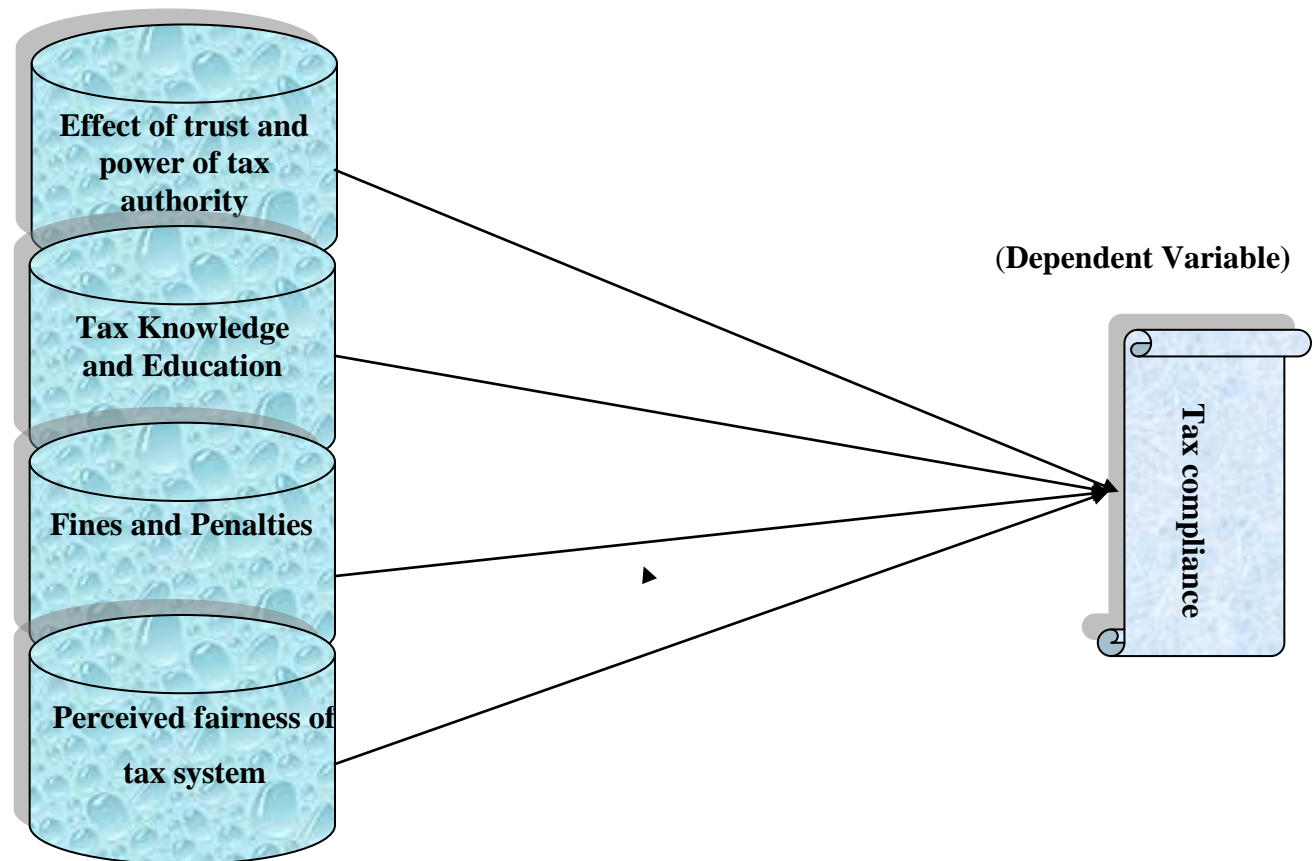 Effect of trust and
power of tax
authority
Tax Knowledge
and Education
Fines and Penalties
Perceived fairness of
tax system
(Dependent Variable)
Tax compliance